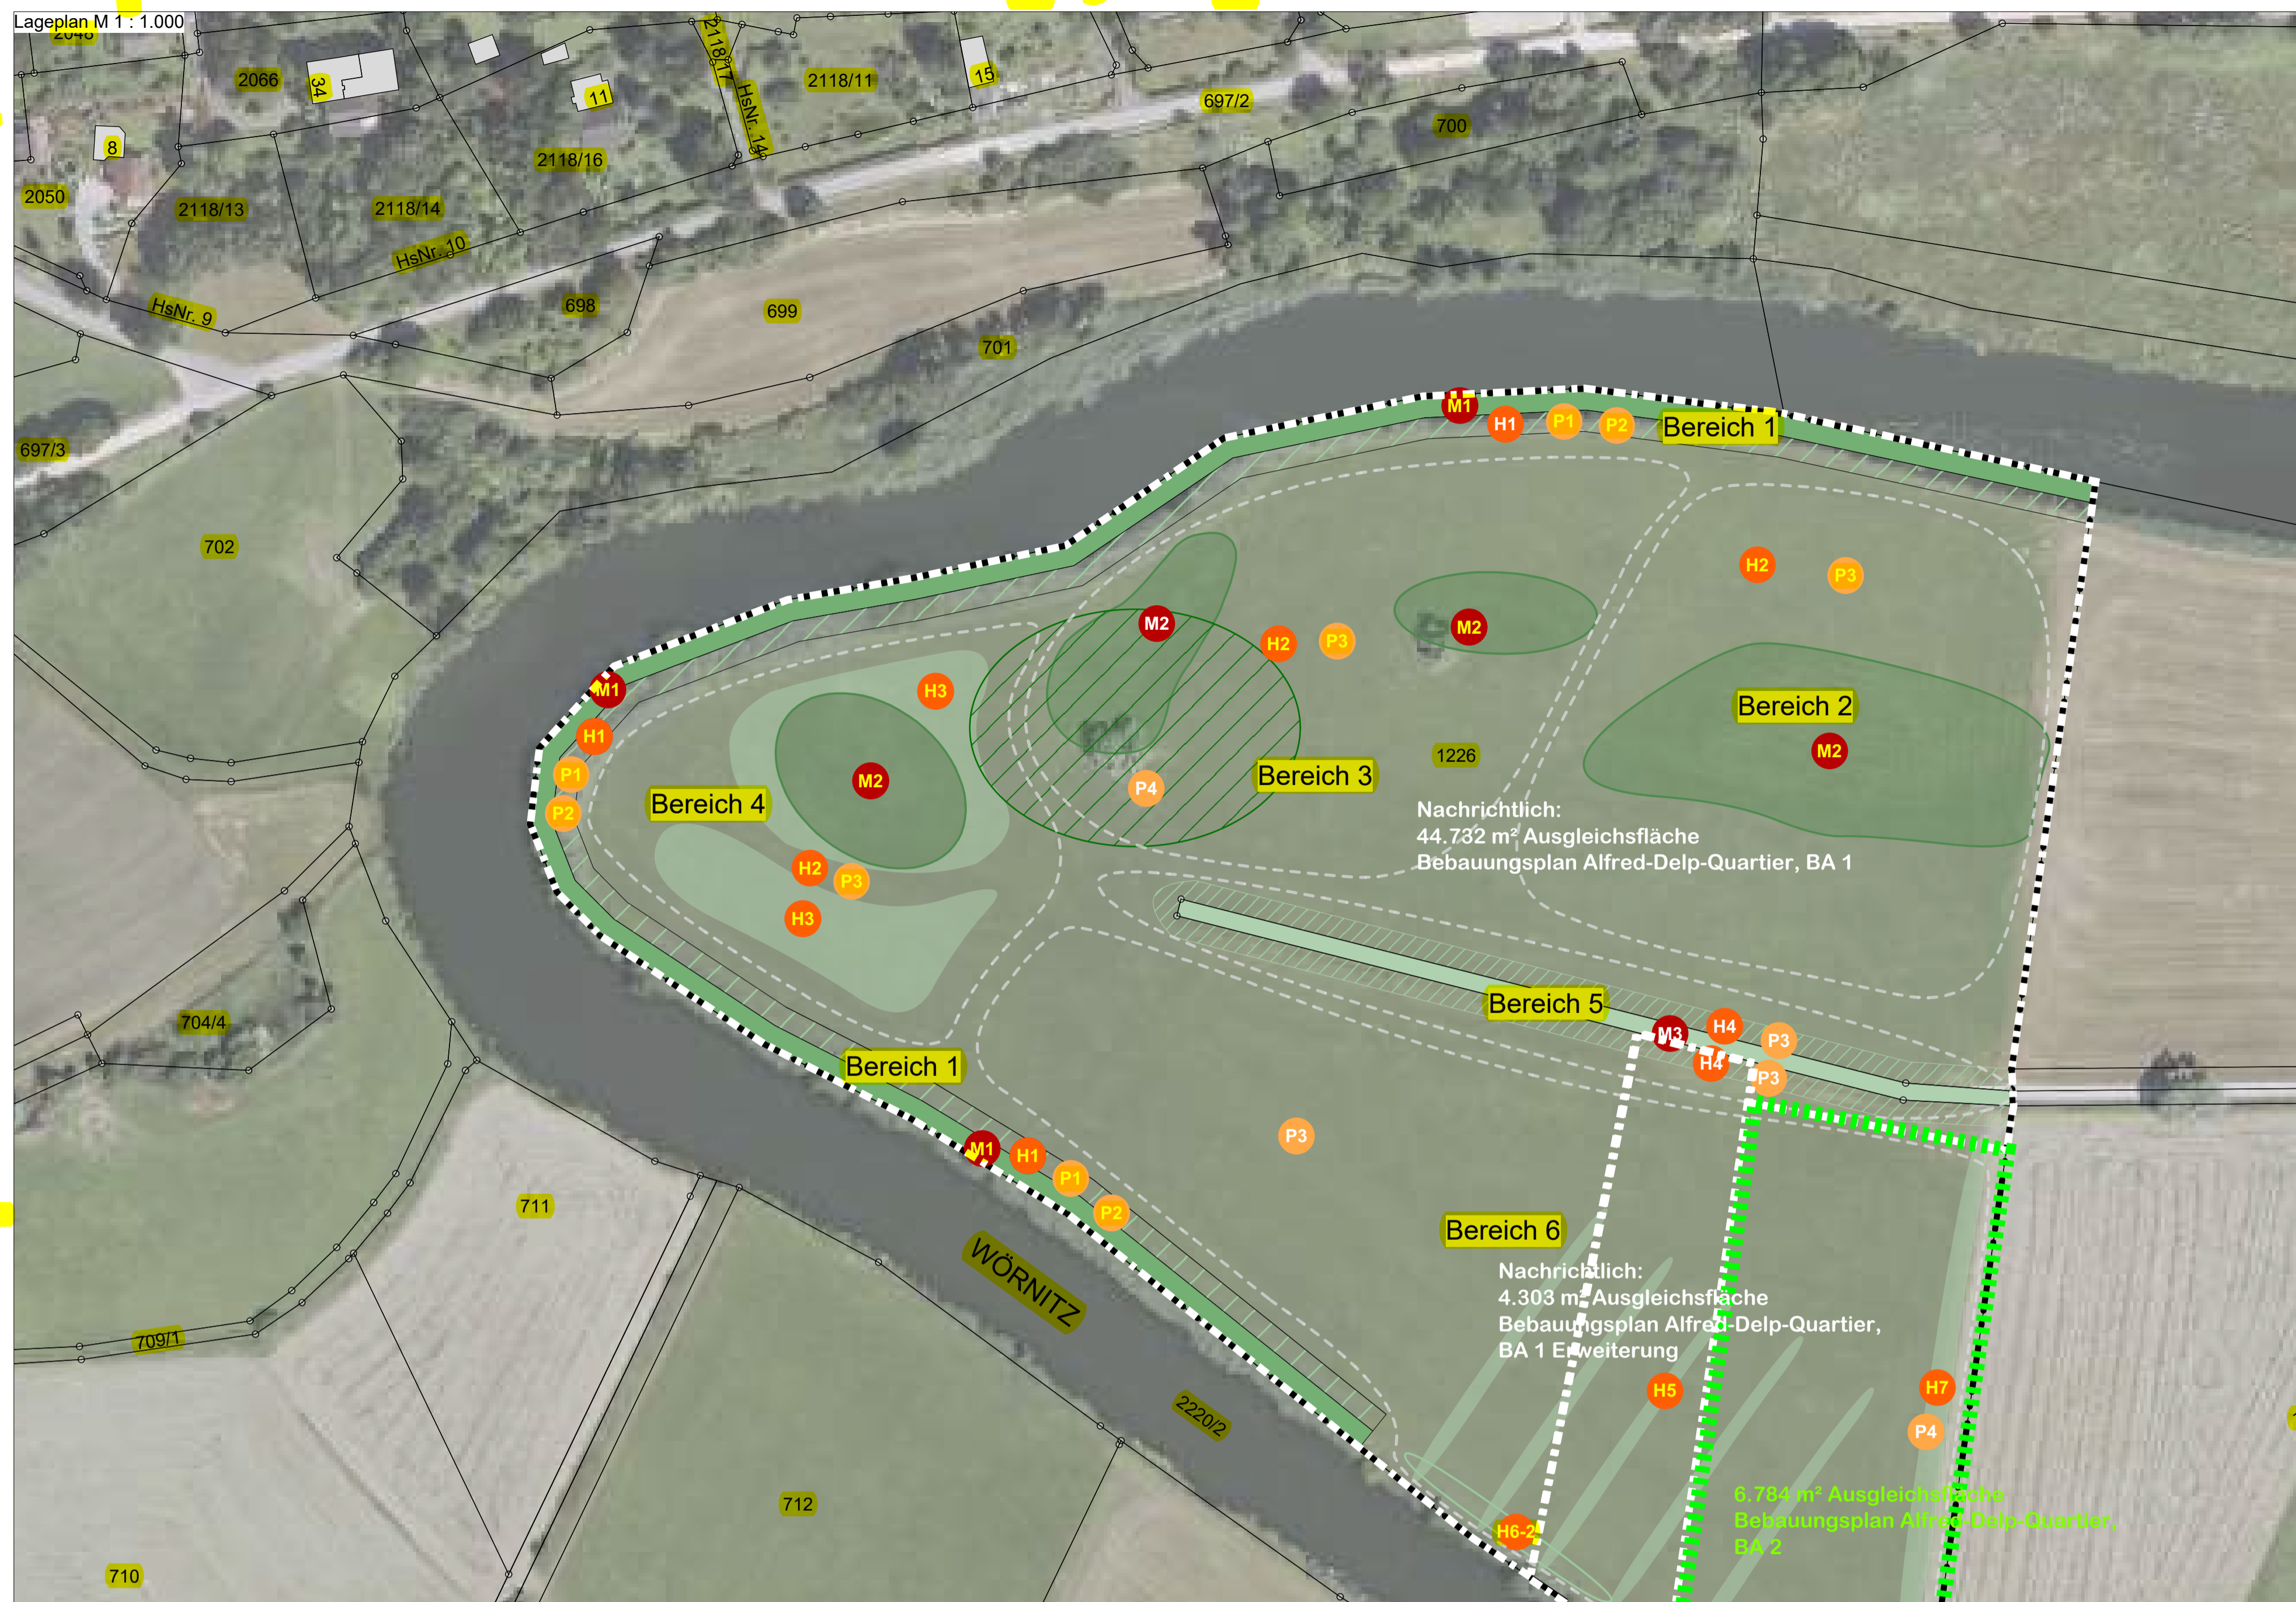 Lageplan M 1 : 1.000
2048
2066
34
11
2118/17
HsNr. 14
2118/11
15
697/2
700
8
2118/16
2050
2118/13
2118/14
HsNr. 10
HsNr. 9
698
699
701
697/3
702
M1
H1
P1
P2
Bereich 1
H2
P3
M2
H2
P3
M2
M1
H3
H1
Bereich 2
M2
P1
M2
Bereich 3
1226
P4
Bereich 4
P2
Nachrichtlich:
44.732 m² Ausgleichsfläche
Bebauungsplan Alfred-Delp-Quartier, BA 1
H2
P3
H3
Bereich 5
704/4
M3
H4
P3
H4
P3
Bereich 1
M1
H1
P1
P2
P3
711
Bereich 6
WÖRNITZ
Nachrichtlich:
4.303 m² Ausgleichsfläche
Bebauungsplan Alfred-Delp-Quartier,
BA 1 Erweiterung
709/1
H5
H7
2220/2
P4
712
6.784 m² Ausgleichsfläche
Bebauungsplan Alfred-Delp-Quartier,
BA 2
H6-2
710